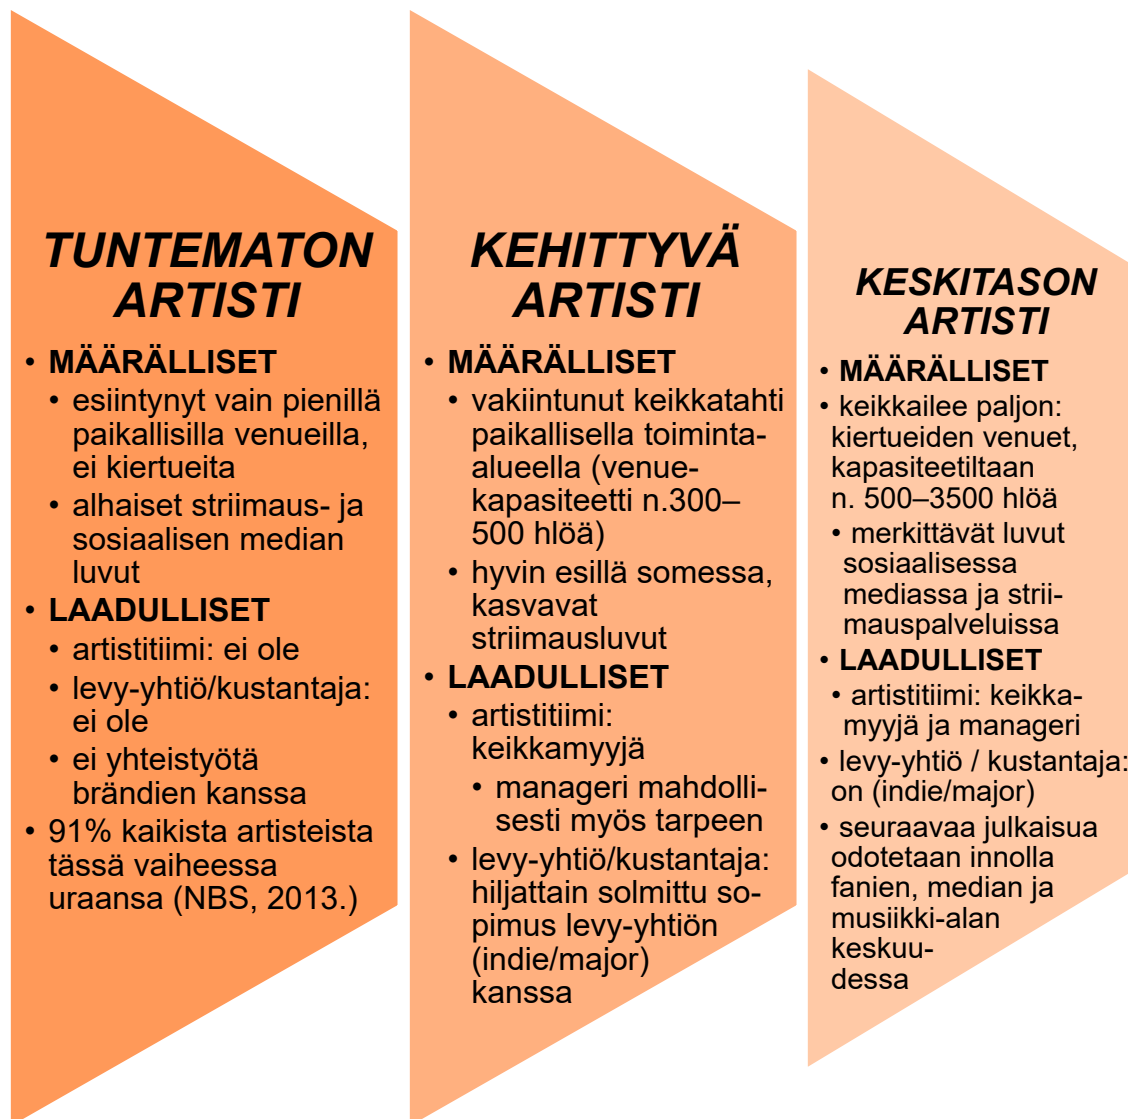 TUNTEMATON
ARTISTI
• MÄÄRÄLLISET
• esiintynyt vain pienillä
paikallisilla venueilla,
ei kiertueita
• alhaiset striimaus- ja
sosiaalisen median
luvut
• LAADULLISET
• artistitiimi: ei ole
• levy-yhtiö/kustantaja:
ei ole
• ei yhteistyötä
brändien kanssa
• 91% kaikista artisteista
tässä vaiheessa
uraansa (NBS, 2013.)
KEHITTYVÄ
ARTISTI
• MÄÄRÄLLISET
• vakiintunut keikkatahti
paikallisella toiminta-
alueella (venue-
kapasiteetti n.300–
500 hlöä)
• hyvin esillä somessa,
kasvavat
striimausluvut
• LAADULLISET
• artistitiimi:
keikkamyyjä
• manageri mahdolli-
sesti myös tarpeen
• levy-yhtiö/kustantaja:
hiljattain solmittu so-
pimus levy-yhtiön
(indie/major)
kanssa
KESKITASON
ARTISTI
• MÄÄRÄLLISET
• keikkailee paljon:
kiertueiden venuet,
kapasiteetiltaan
n. 500–3500 hlöä
• merkittävät luvut
sosiaalisessa
mediassa ja strii-
mauspalveluissa
• LAADULLISET
• artistitiimi: keikka-
myyjä ja manageri
• levy-yhtiö / kustantaja:
on (indie/major)
• seuraavaa julkaisua
odotetaan innolla
fanien, median ja
musiikki-alan
keskuu-
dessa